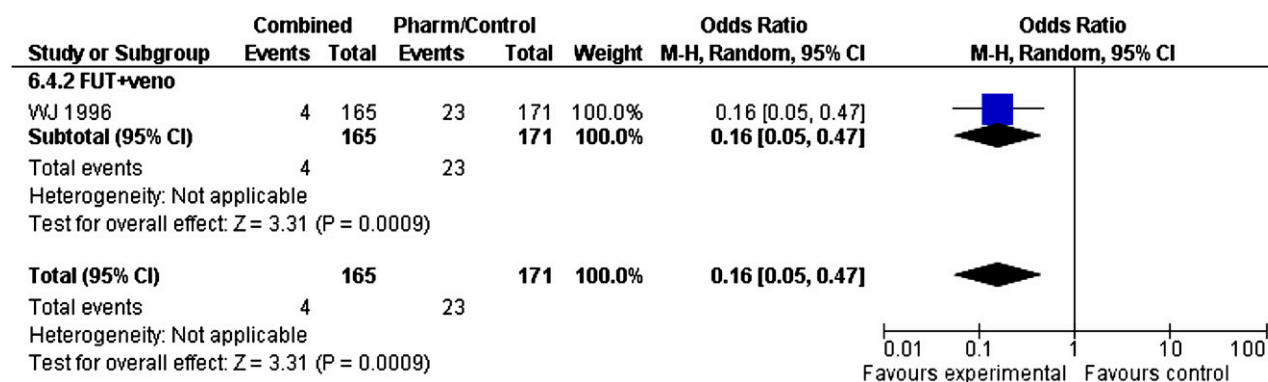 Combined Pharm/Control Odds Ratio Odds Ratio
Study or Subgroup Events Total Events Total Weight M-H, Random, 95% CI M-H, Random, 95% CI
6.4.2 FUT+veno
WJ 1996 4 165 23 171 100.0% 0.16 [0.05, 0.47]
Subtotal (95% CI) 165 171 100.0% 0.16 [0.05, 0.47]
Total events 4 23
Heterogeneity: Not applicable
Test for overall effect: Z = 3.31 (P = 0.0009)
Total (95% CI) 165 171 100.0% 0.16 [0.05, 0.47]
Total events 4 23
Heterogeneity: Not applicable
Test for overall effect: Z = 3.31 (P = 0.0009)
0.01 0.1 1 10 100
Favours experimental Favours control